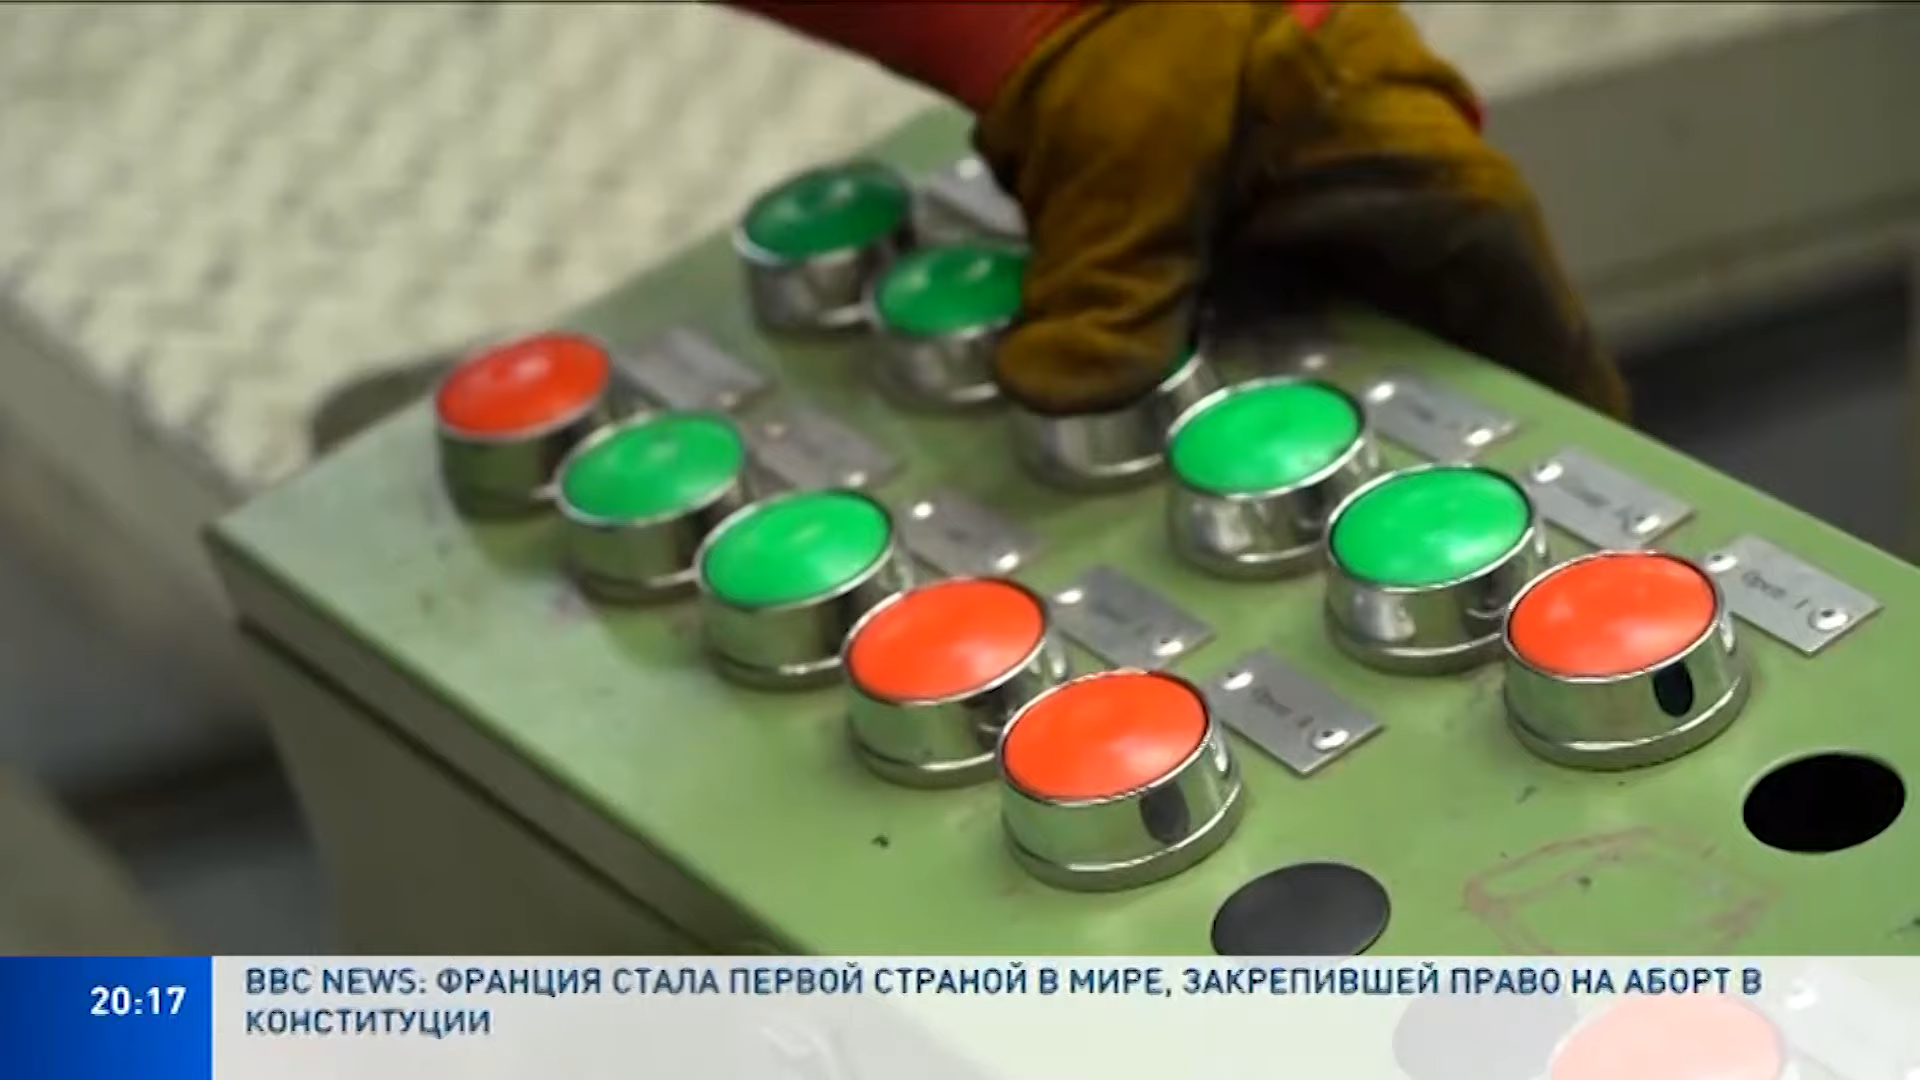 20:17
BBC NEWS: ФРАНЦИЯ СТАЛА ПЕРВОЙ СТРАНОЙ В МИРЕ, ЗАКРЕПИВШЕЙ ПРАВО НА АБОРТ В
КОНСТИТУЦИИ